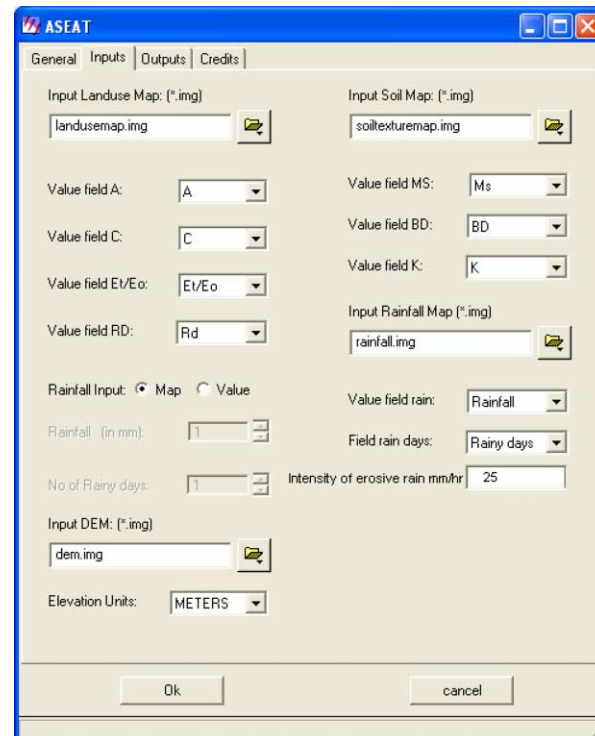 ASEAT
General Inputs Outputs Credits
Input Landuse Map: (*.img)
landusemap.img
Value field A: A
Value field C: C
Value field Et/Eo: Et/Eo
Value field RD: Rd
Rainfall Input: Map Value
Rainfall (in mm): 1
No of Rainy days: 1
Input DEM: (*.img)
dem.img
Elevation Units: METERS
Input Soil Map: (*.img)
soiltexturemap.img
Value field MS: Ms
Value field BD: BD
Value field K: K
Input Rainfall Map (*.img)
rainfall.img
Value field rain: Rainfall
Field rain days: Rainy days
Intensity of erosive rain mm/hr 25
Ok cancel